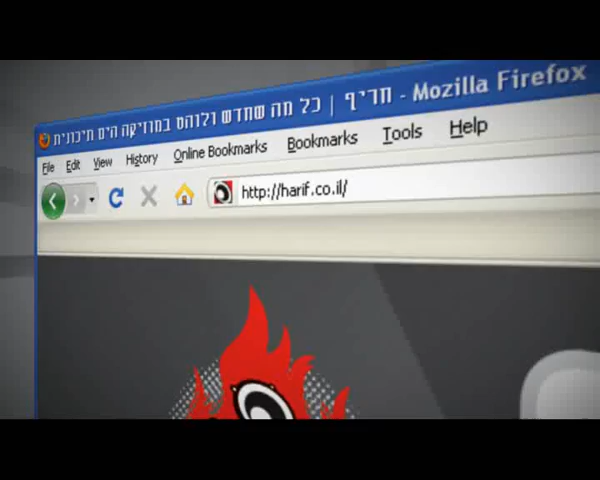 חריף | כל מה שחדש ולוהט במוזיקה הים תיכונית - Mozilla Firefox
File Edit View History Online Bookmarks Bookmarks Tools Help
http://harif.co.il/